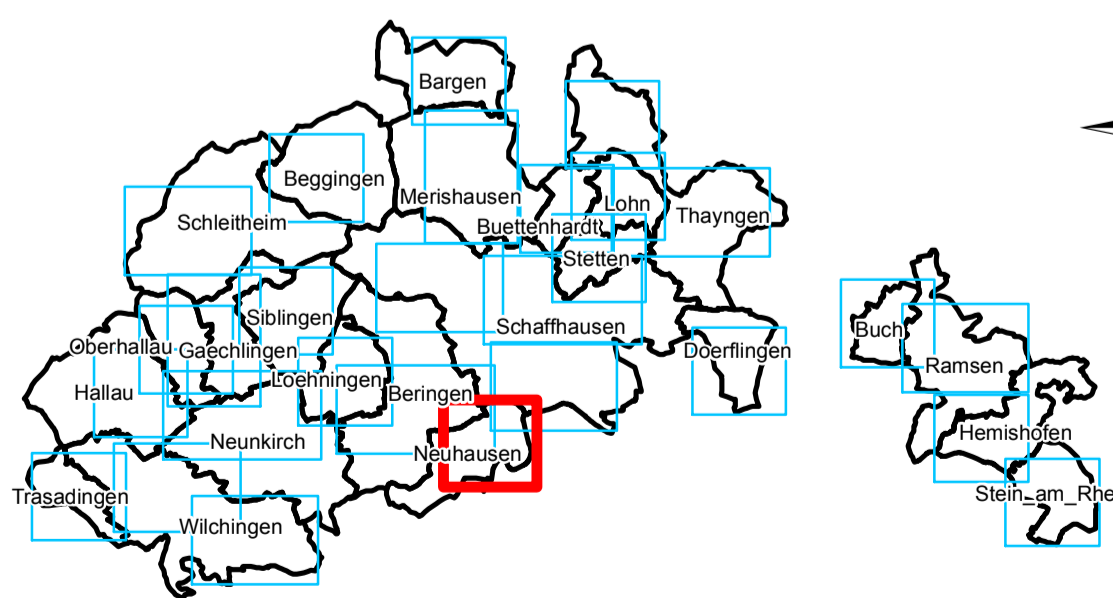 Bargen
Beggingen
Merishausen
Lohn
Thayngen
Schleitheim
Buettenhardt
Stetten
Siblingen
Schaffhausen
Oberhallau
Gaechlingen
Doerflingen
Buch
Ramsen
Loehningen
Hallau
Beringen
Neunkirch
Neuhausen
Hemishofen
Trasadingen
Stein_am_Rhe
Wilchingen